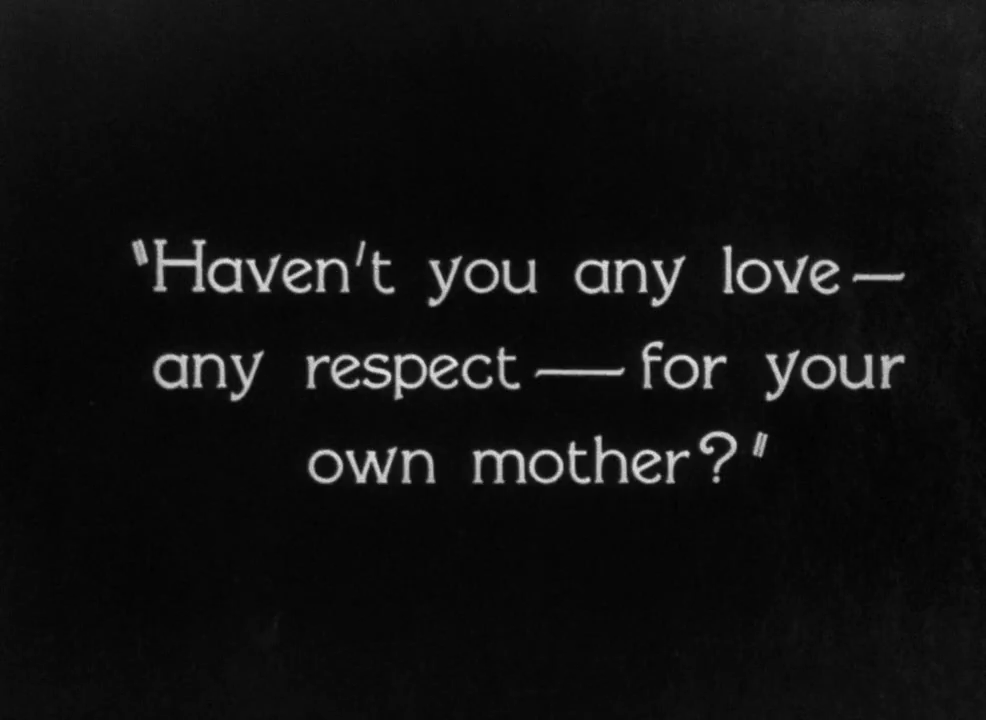 "Haven't you any love—
any respect — for your
own mother?"